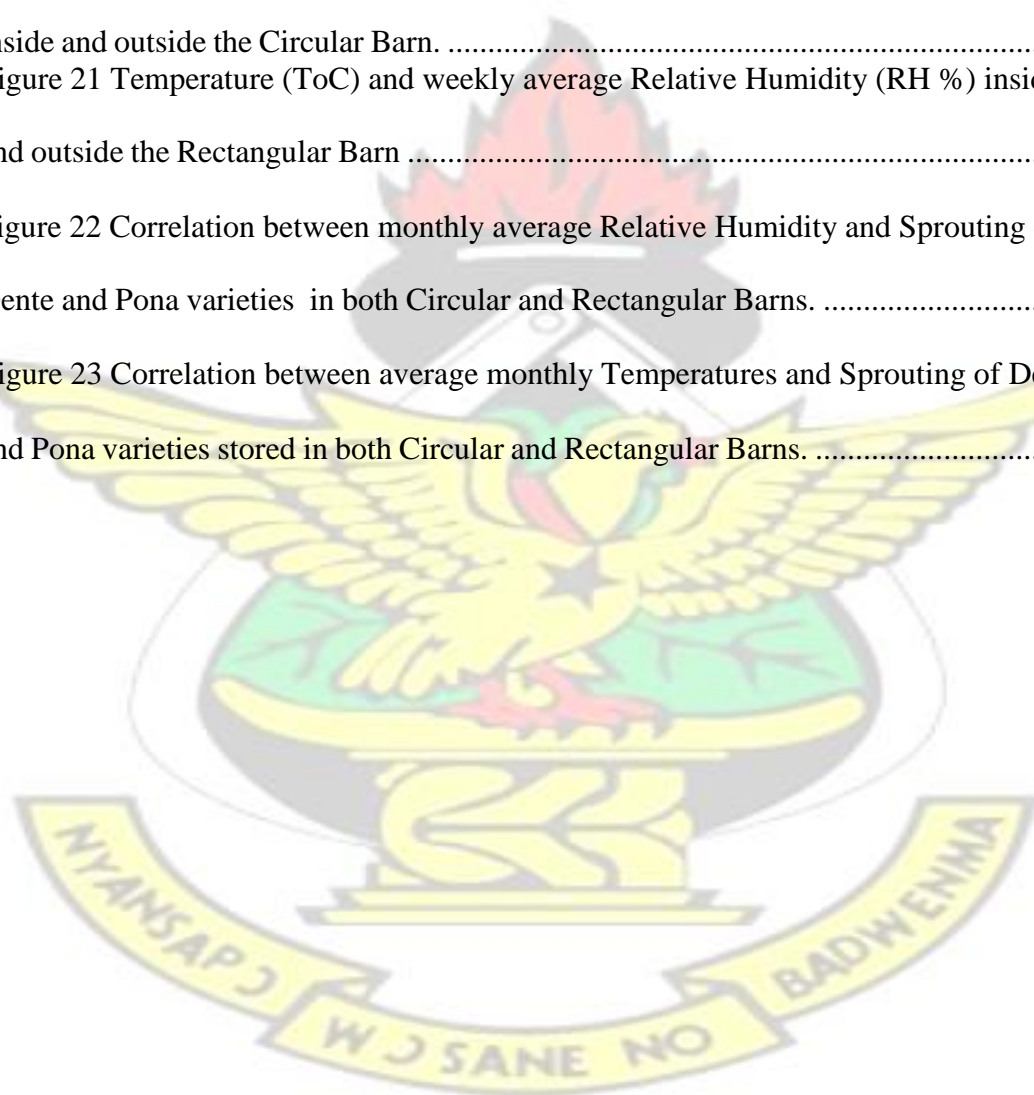 nside and outside the Circular Barn. ................................................................................
igure 21 Temperature (ToC) and weekly average Relative Humidity (RH %) insi
nd outside the Rectangular Barn ................................................................................
igure 22 Correlation between monthly average Relative Humidity and Sprouting
ente and Pona varieties in both Circular and Rectangular Barns. ..........................
igure 23 Correlation between average monthly Temperatures and Sprouting of D
nd Pona varieties stored in both Circular and Rectangular Barns. ...........................
NYANSAPƆ WƆSANE NO BADWENMA